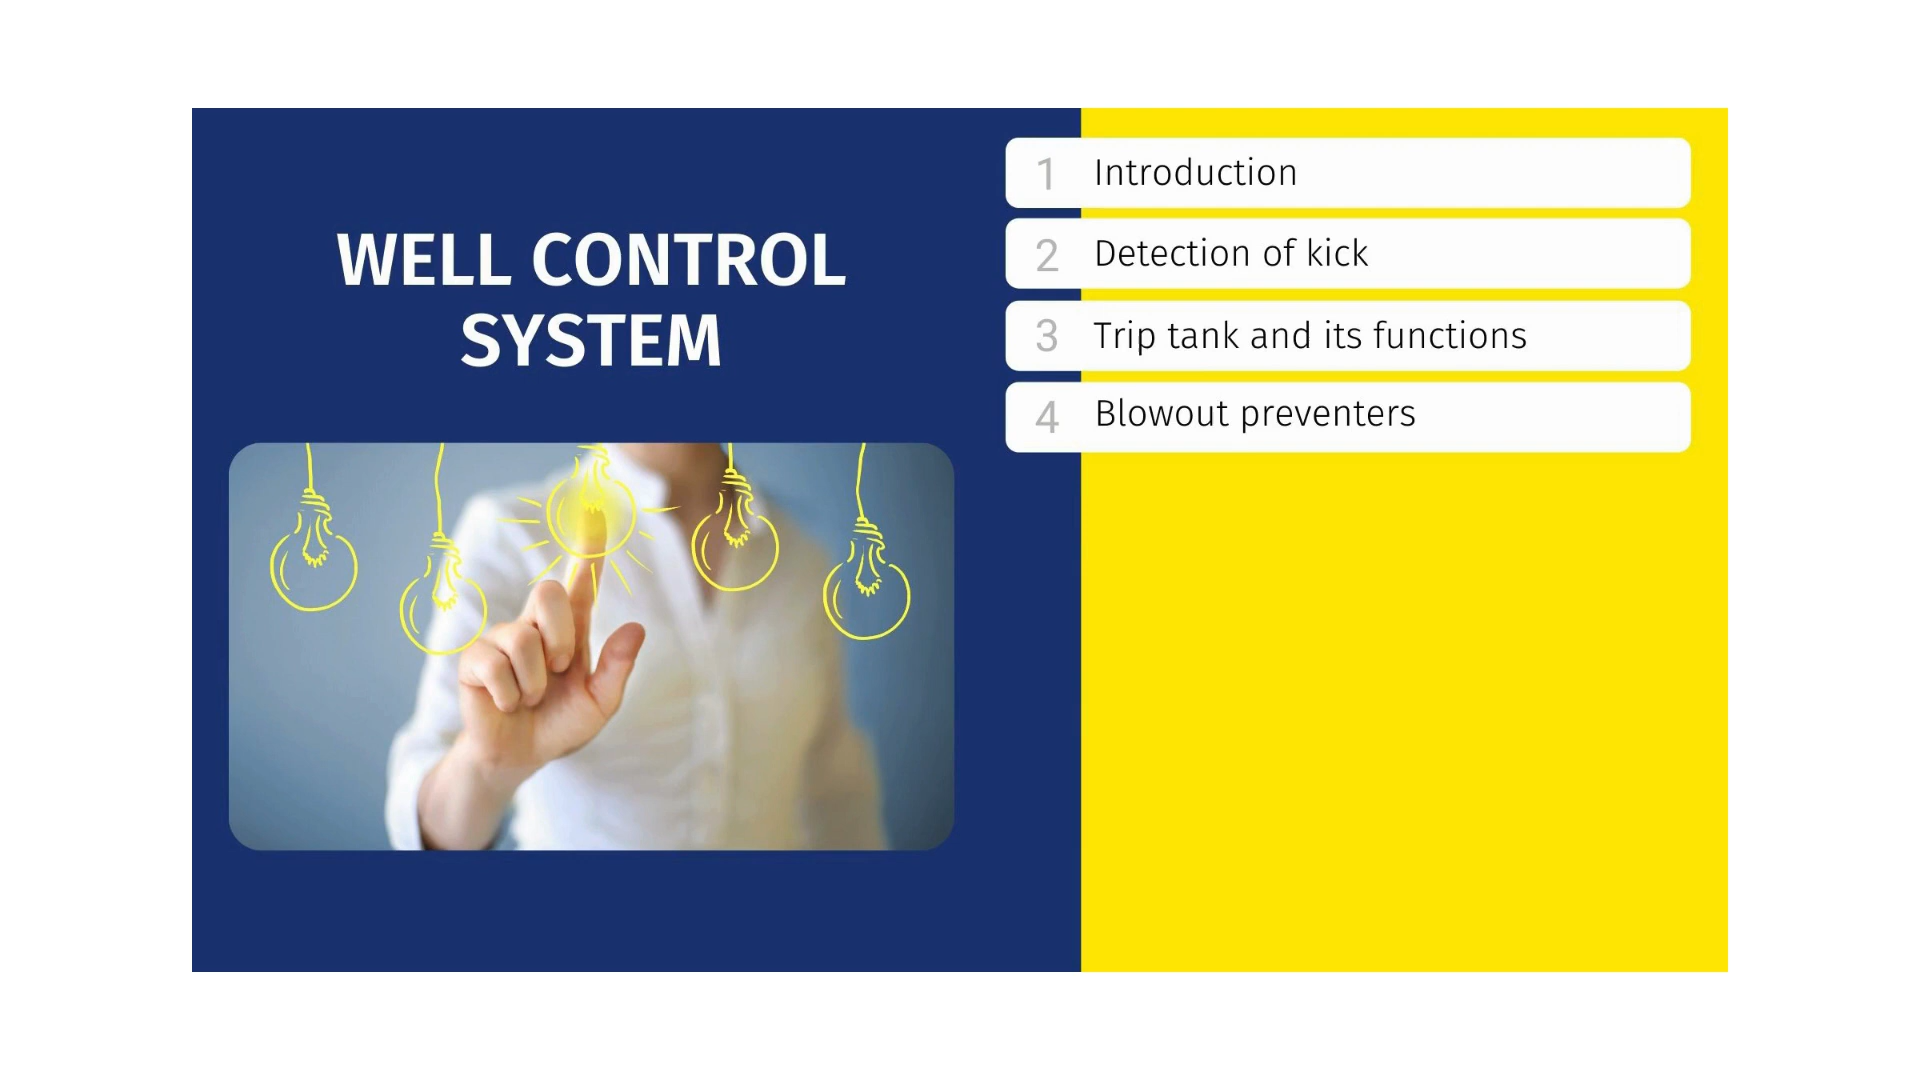 WELL CONTROL
SYSTEM
1 Introduction
2 Detection of kick
3 Trip tank and its functions
4 Blowout preventers